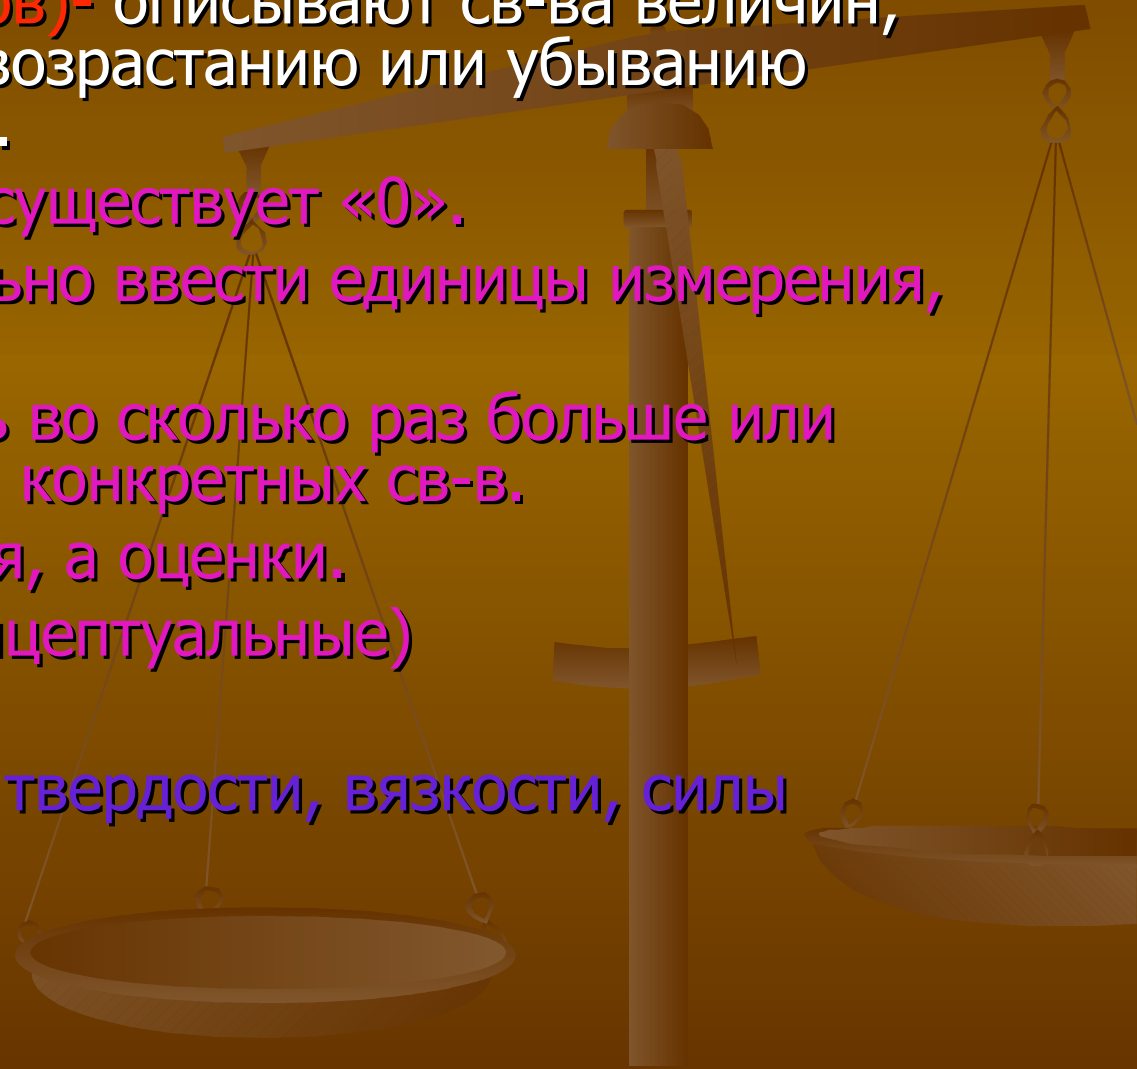 ов)- описывают св-ва величин,
возрастанию или убыванию
.
существует «0».
ьно ввести единицы измерения,
ь во сколько раз больше или
конкретных св-в.
я, а оценки.
цептуальные)
твердости, вязкости, силы